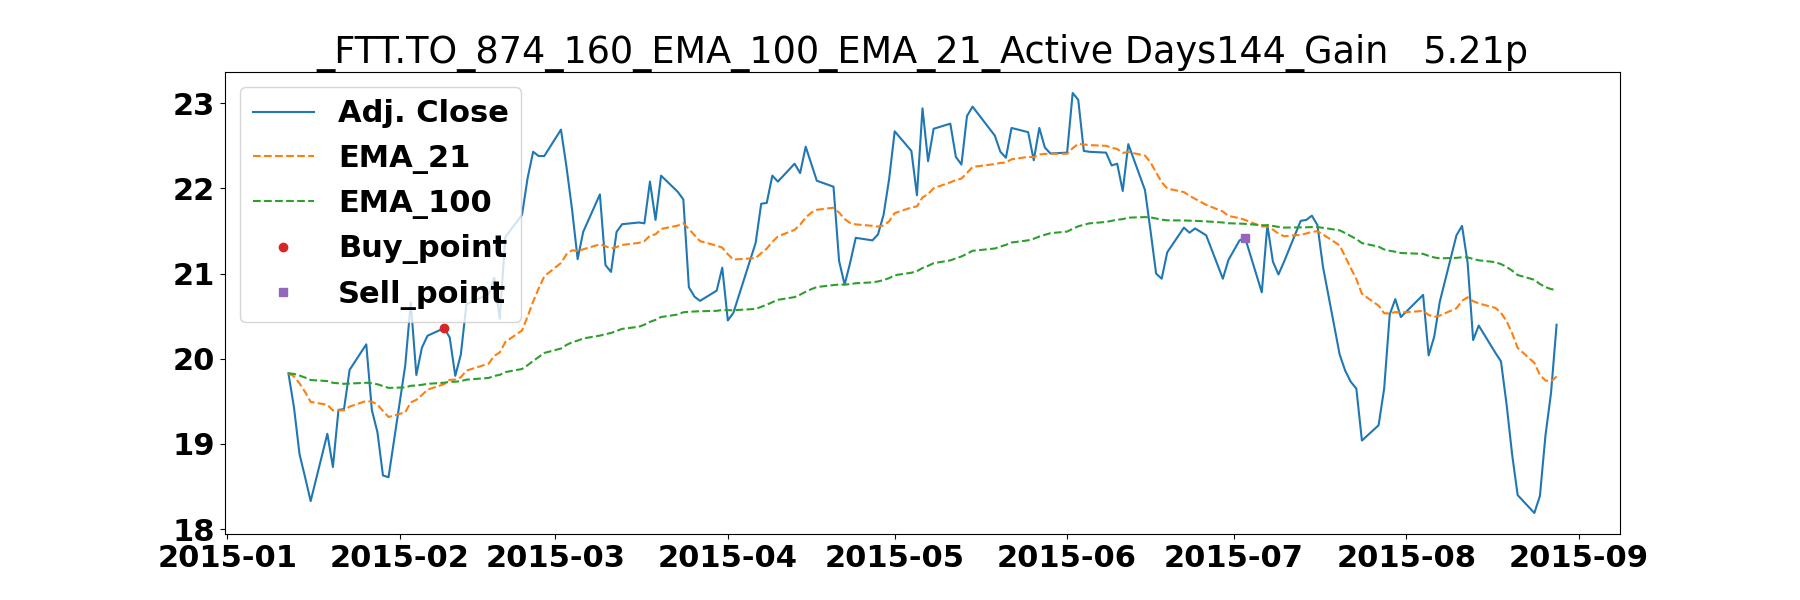 _FTT.TO_874_160_EMA_100_EMA_21_Active Days144_Gain   5.21p
Adj. Close
EMA_21
EMA_100
Buy_point
Sell_point
23
22
21
20
19
18
2015-01 2015-02 2015-03 2015-04 2015-05 2015-06 2015-07 2015-08 2015-09